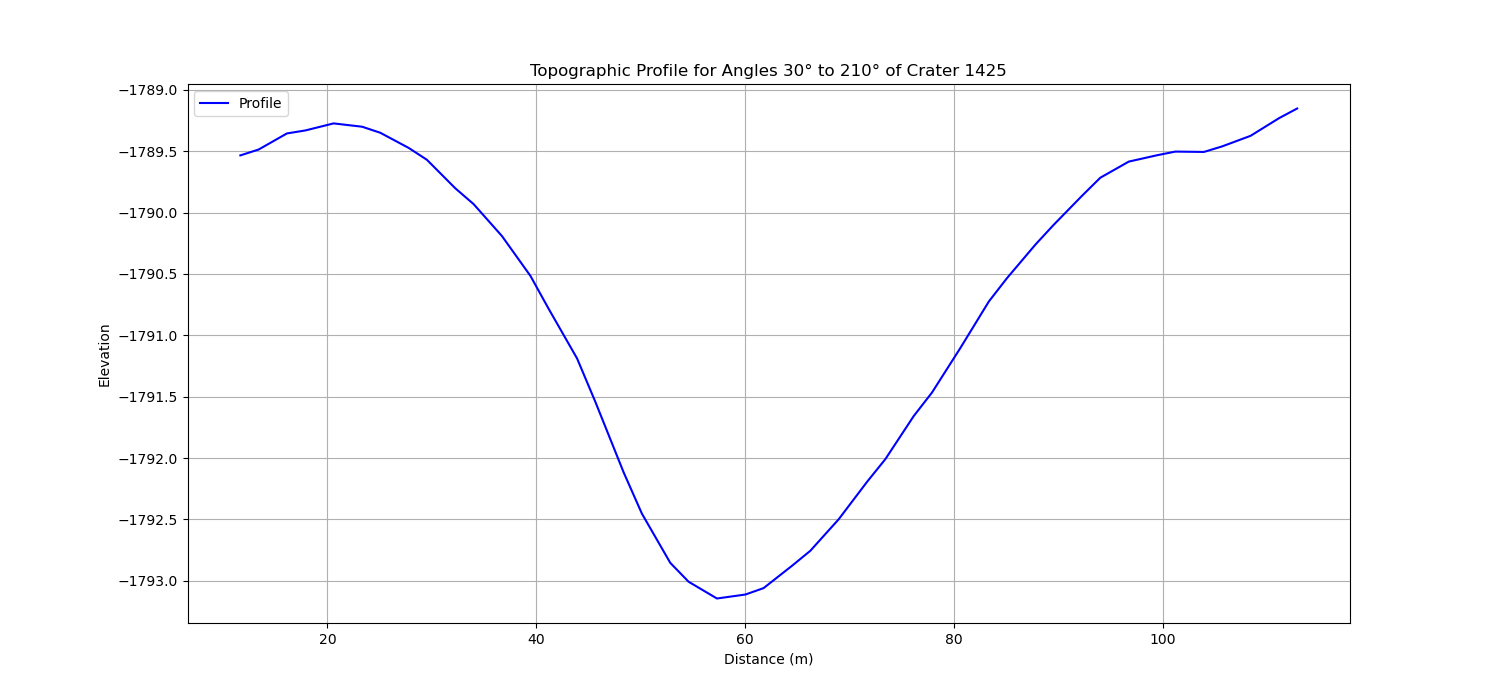 Topographic Profile for Angles 30° to 210° of Crater 1425
Profile
−1789.0
−1789.5
−1790.0
−1790.5
−1791.0
−1791.5
−1792.0
−1792.5
−1793.0
Elevation
20 40 60 80 100
Distance (m)